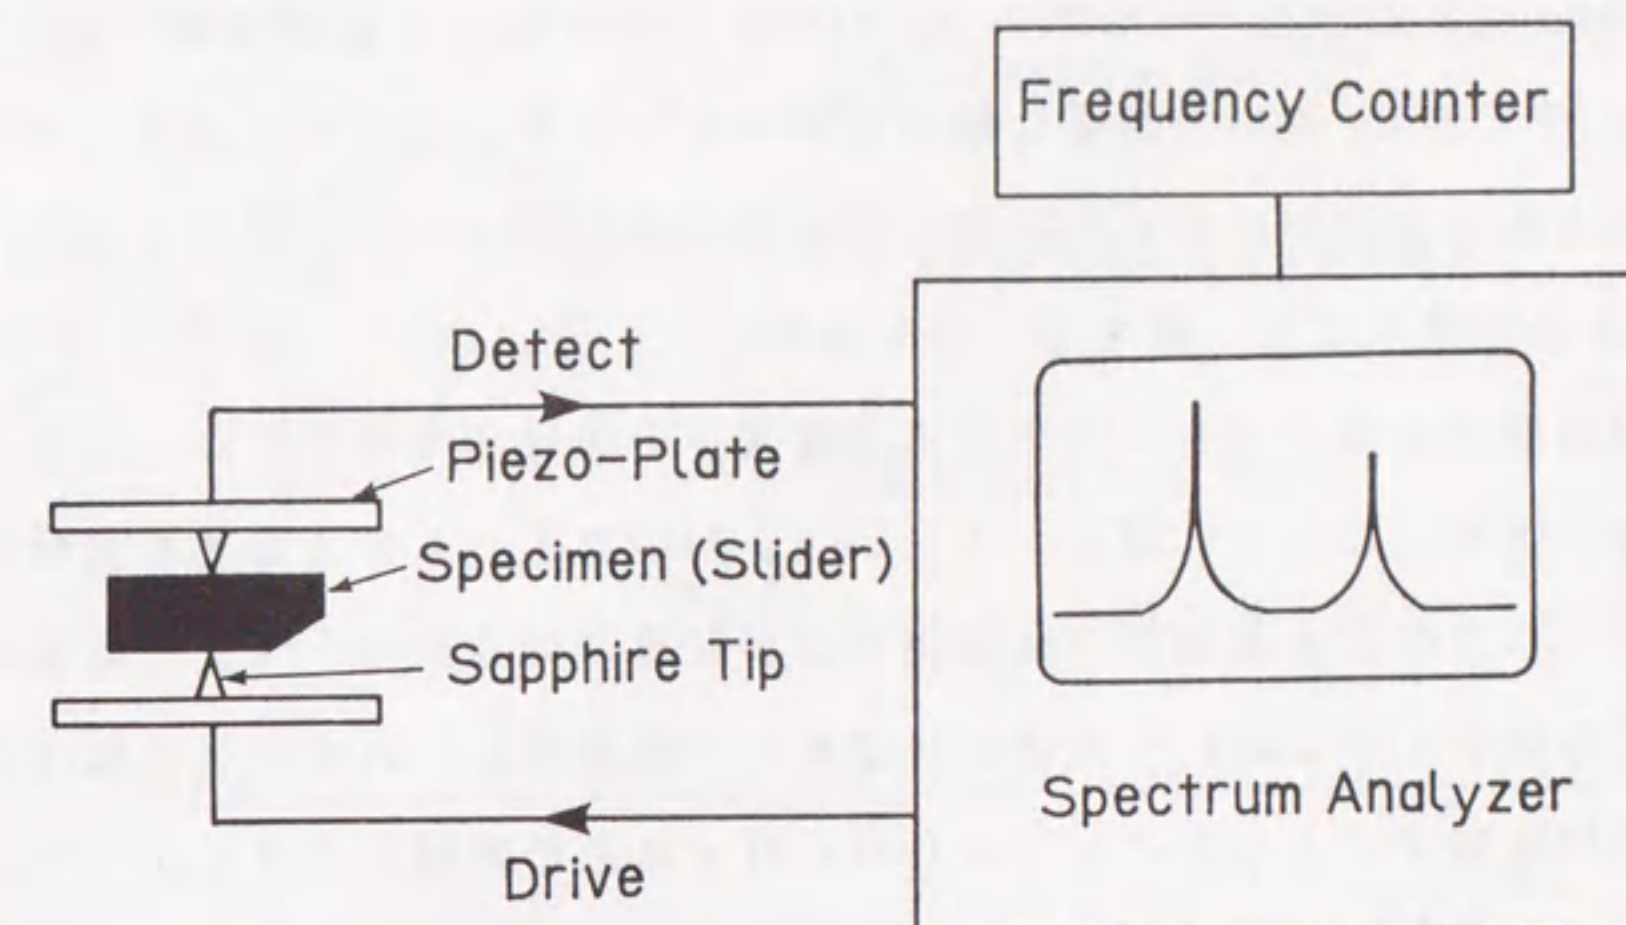 Frequency Counter
Detect
Piezo-Plate
Specimen (Slider)
Sapphire Tip
Spectrum Analyzer
Drive